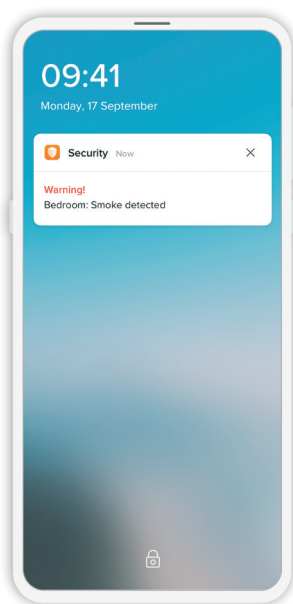 09:41
Monday, 17 September
Security Now
Warning!
Bedroom: Smoke detected